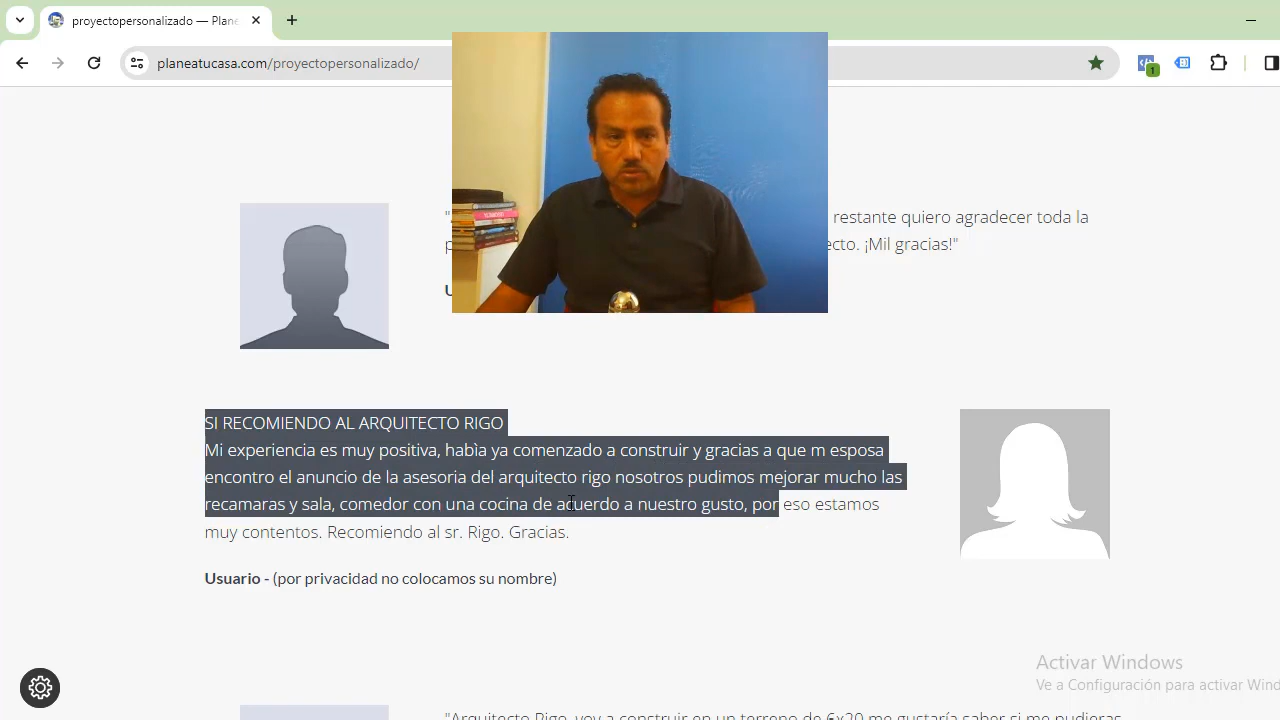 proyectopersonalizado — Plane
planeatucasa.com/proyectopersonalizado/
1
restante quiero agradecer toda la
ecto. ¡Mil gracias!"
SI RECOMIENDO AL ARQUITECTO RIGO
Mi experiencia es muy positiva, habìa ya comenzado a construir y gracias a que m esposa
encontro el anuncio de la asesoria del arquitecto rigo nosotros pudimos mejorar mucho las
recamaras y sala, comedor con una cocina de acuerdo a nuestro gusto, por eso estamos
muy contentos. Recomiendo al sr. Rigo. Gracias.
Usuario - (por privacidad no colocamos su nombre)
Activar Windows
Ve a Configuración para activar Wind
"Arquitecto Rigo, voy a construir en un terreno de 6x20 me gustaría saber si me pudieras